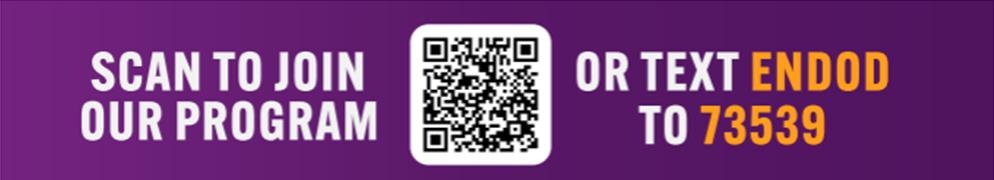 SCAN TO JOIN
OUR PROGRAM
OR TEXT ENDOD
TO 73539